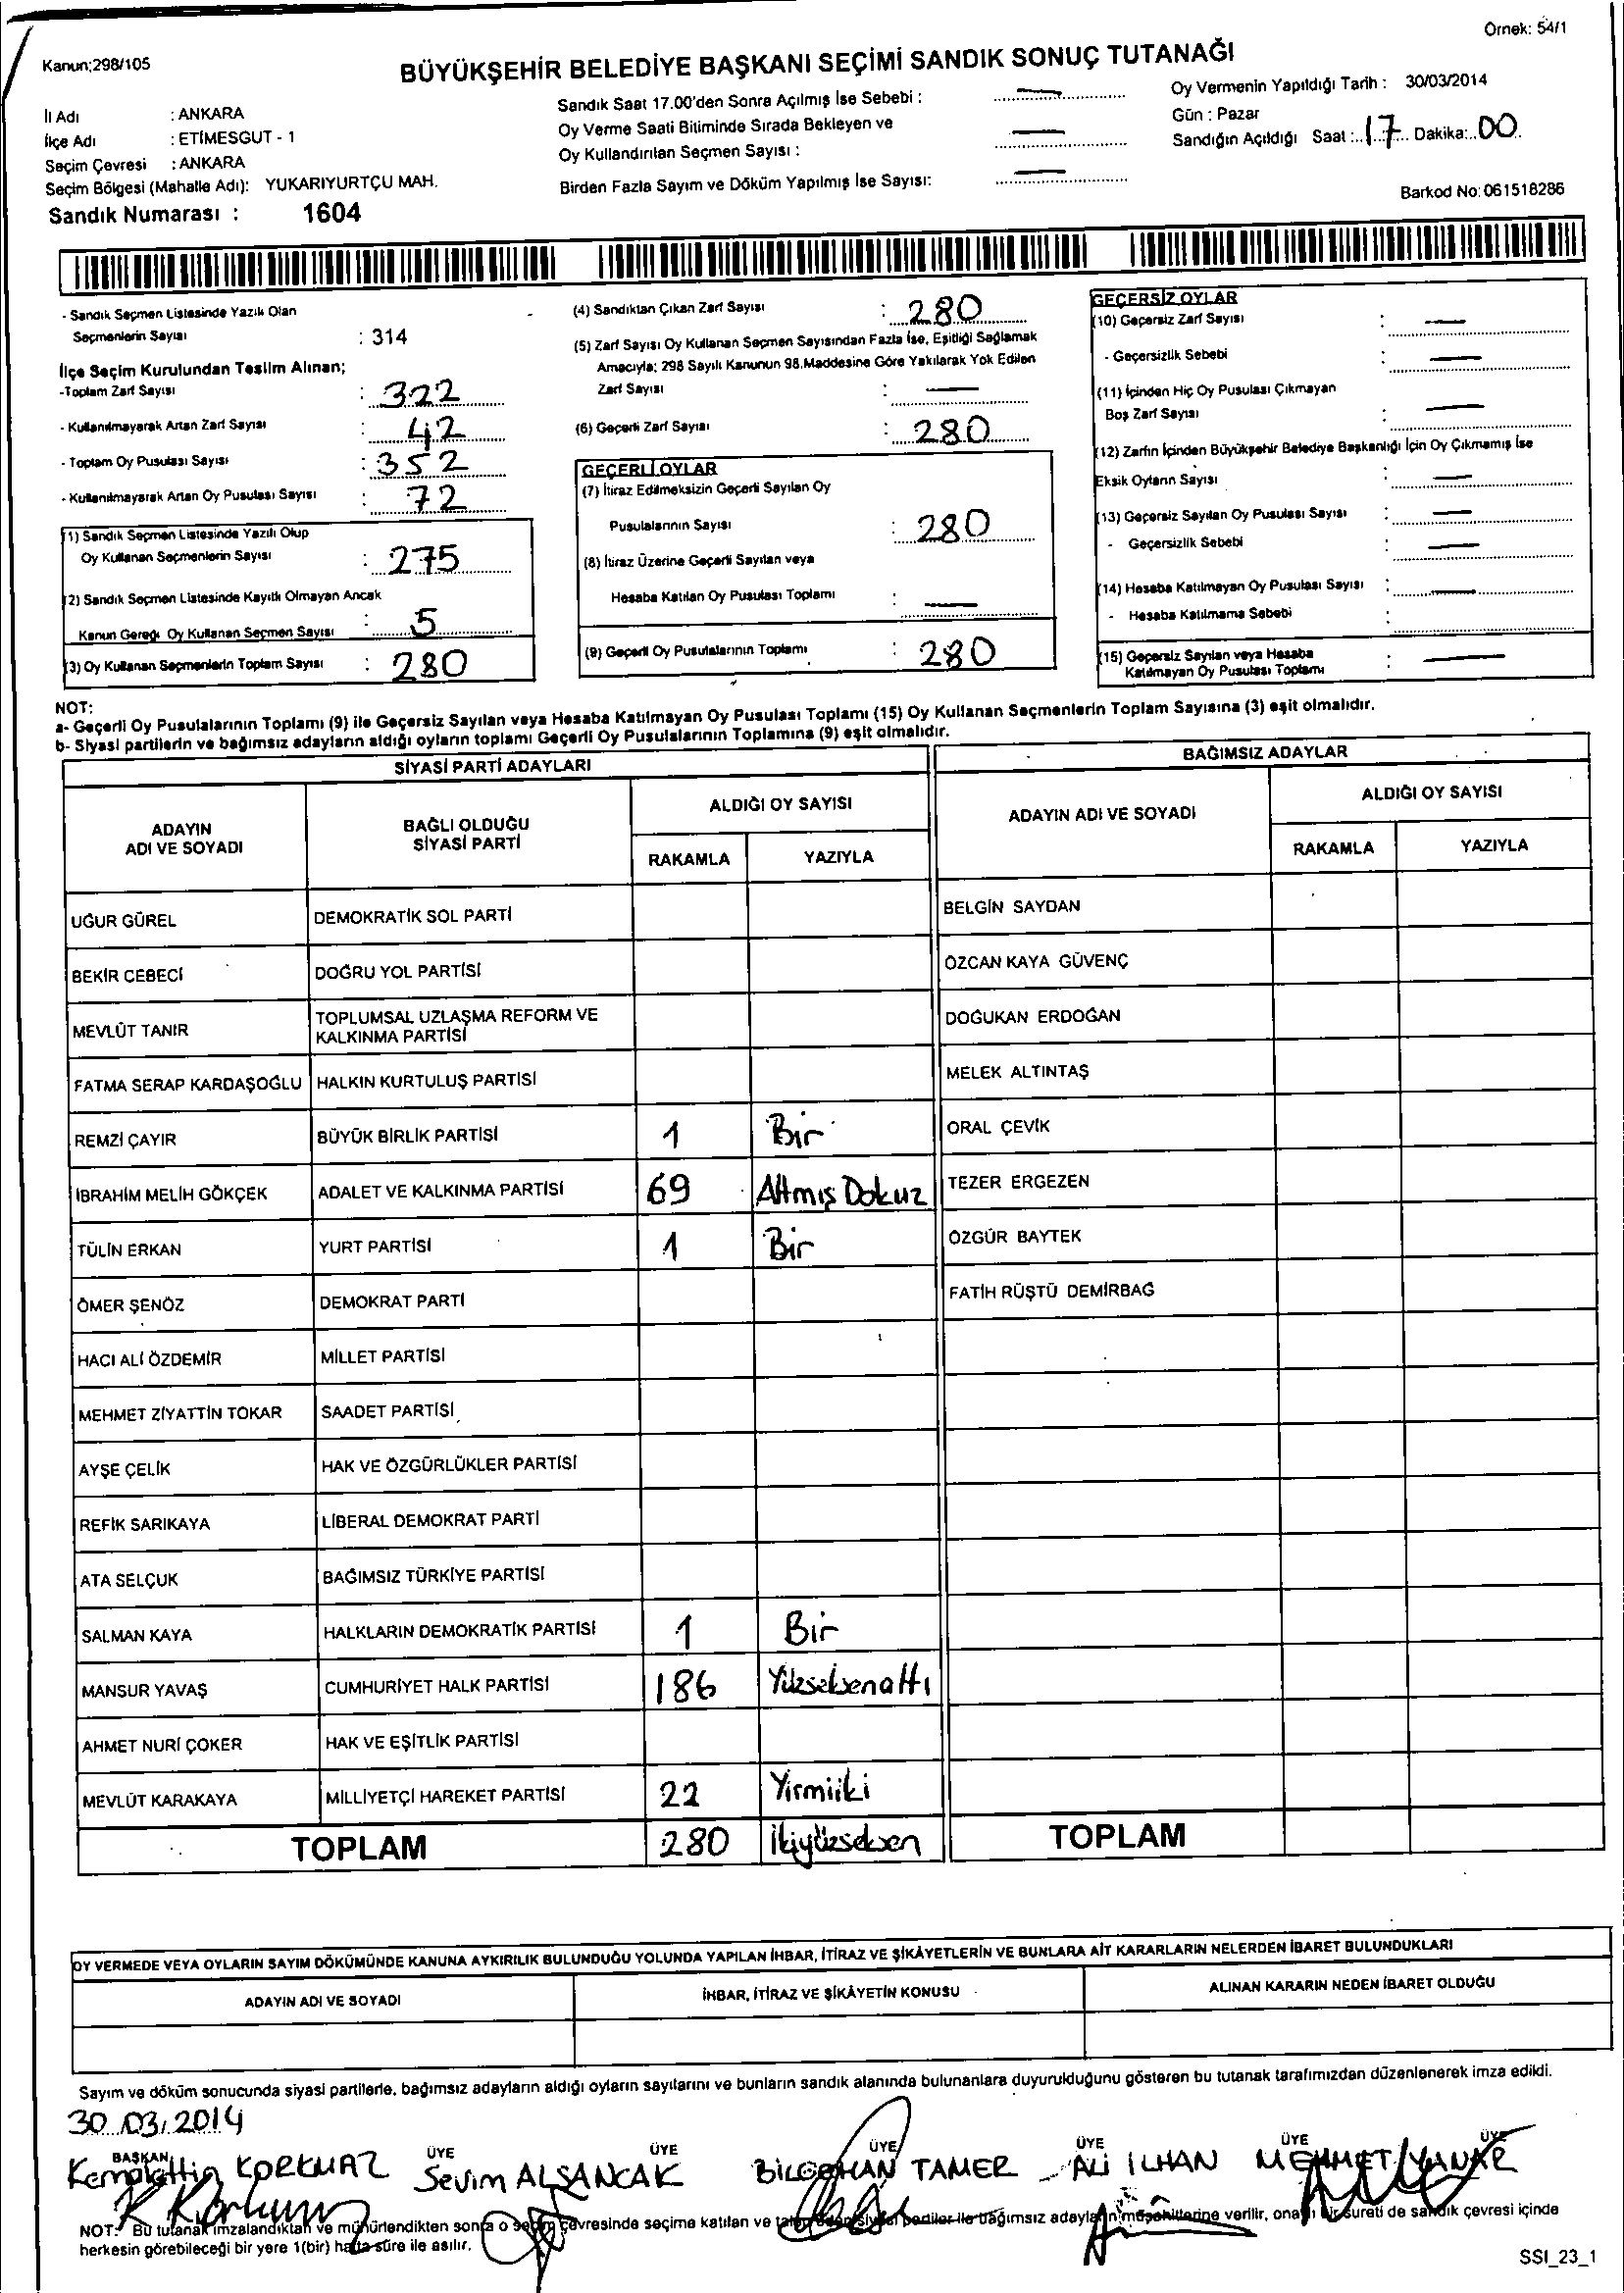 Örnek: 54/1
Kanun;298/105
BÜYÜKŞEHİR BELEDİYE BAŞKANI SEÇİMİ SANDIK SONUÇ TUTANAĞI
İl Adı : ANKARA
İlçe Adı : ETİMESGUT - 1
Seçim Çevresi : ANKARA
Seçim Bölgesi (Mahalle Adı): YUKARIYURTÇU MAH.
Sandık Numarası : 1604
Sandık Saat 17.00'den Sonra Açılmış İse Sebebi : —
Oy Verme Saati Bitiminde Sırada Bekleyen ve
Oy Kullandırılan Seçmen Sayısı : —
Birden Fazla Sayım ve Döküm Yapılmış İse Sayısı: —
Oy Vermenin Yapıldığı Tarih : 30/03/2014
Gün : Pazar
Sandığın Açıldığı Saat :..17.. Dakika:..00.
Barkod No: 061518286
- Sandık Seçmen Listesinde Yazılı Olan
Seçmenlerin Sayısı : 314
İlçe Seçim Kurulundan Teslim Alınan;
-Toplam Zarf Sayısı : 322
- Kullanılmayarak Artan Zarf Sayısı : 42
- Toplam Oy Pusulası Sayısı : 352
- Kullanılmayarak Artan Oy Pusulası Sayısı : 72
(1) Sandık Seçmen Listesinde Yazılı Olup
Oy Kullanan Seçmenlerin Sayısı : 275
(2) Sandık Seçmen Listesinde Kayıtlı Olmayan Ancak
Kanun Gereği Oy Kullanan Seçmen Sayısı : 5
(3) Oy Kullanan Seçmenlerin Toplam Sayısı : 280
(4) Sandıktan Çıkan Zarf Sayısı : 280
(5) Zarf Sayısı Oy Kullanan Seçmen Sayısından Fazla İse, Eşitliği Sağlamak
Amacıyla; 298 Sayılı Kanunun 98.Maddesine Göre Yakılarak Yok Edilen
Zarf Sayısı : —
(6) Geçerli Zarf Sayısı : 280
GEÇERLİ OYLAR
(7) İtiraz Edilmeksizin Geçerli Sayılan Oy
Pusulalarının Sayısı : 280
(8) İtiraz Üzerine Geçerli Sayılan veya
Hesaba Katılan Oy Pusulası Toplamı : —
(9) Geçerli Oy Pusulalarının Toplamı : 280
GEÇERSİZ OYLAR
(10) Geçersiz Zarf Sayısı : —
- Geçersizlik Sebebi : —
(11) İçinden Hiç Oy Pusulası Çıkmayan
Boş Zarf Sayısı : —
(12) Zarfın İçinden Büyükşehir Belediye Başkanlığı İçin Oy Çıkmamış İse
Eksik Oyların Sayısı : —
(13) Geçersiz Sayılan Oy Pusulası Sayısı : —
- Geçersizlik Sebebi : —
(14) Hesaba Katılmayan Oy Pusulası Sayısı : —
- Hesaba Katılmama Sebebi :
(15) Geçersiz Sayılan veya Hesaba
Katılmayan Oy Pusulası Toplamı : —
NOT:
a- Geçerli Oy Pusulalarının Toplamı (9) ile Geçersiz Sayılan veya Hesaba Katılmayan Oy Pusulası Toplamı (15) Oy Kullanan Seçmenlerin Toplam Sayısına (3) eşit olmalıdır.
b- Siyasi partilerin ve bağımsız adayların aldığı oyların toplamı Geçerli Oy Pusulalarının Toplamına (9) eşit olmalıdır.
SİYASİ PARTİ ADAYLARI
ADAYIN ADI VE SOYADI
BAĞLI OLDUĞU SİYASİ PARTİ
ALDIĞI OY SAYISI
RAKAMLA YAZIYLA
UĞUR GÜREL DEMOKRATİK SOL PARTİ
BEKİR CEBECİ DOĞRU YOL PARTİSİ
MEVLÜT TANIR TOPLUMSAL UZLAŞMA REFORM VE KALKINMA PARTİSİ
FATMA SERAP KARDAŞOĞLU HALKIN KURTULUŞ PARTİSİ
REMZİ ÇAYIR BÜYÜK BİRLİK PARTİSİ 1 Bir
İBRAHİM MELİH GÖKÇEK ADALET VE KALKINMA PARTİSİ 69 Altmış Dokuz
TÜLİN ERKAN YURT PARTİSİ 1 Bir
ÖMER ŞENÖZ DEMOKRAT PARTİ
HACI ALİ ÖZDEMİR MİLLET PARTİSİ
MEHMET ZİYATTİN TOKAR SAADET PARTİSİ
AYŞE ÇELİK HAK VE ÖZGÜRLÜKLER PARTİSİ
REFİK SARIKAYA LİBERAL DEMOKRAT PARTİ
ATA SELÇUK BAĞIMSIZ TÜRKİYE PARTİSİ
SALMAN KAYA HALKLARIN DEMOKRATİK PARTİSİ 1 Bir
MANSUR YAVAŞ CUMHURİYET HALK PARTİSİ 186 Yüzseksenaltı
AHMET NURİ ÇOKER HAK VE EŞİTLİK PARTİSİ
MEVLÜT KARAKAYA MİLLİYETÇİ HAREKET PARTİSİ 22 Yirmiiki
TOPLAM 280 İkiyüzseksen
BAĞIMSIZ ADAYLAR
ADAYIN ADI VE SOYADI
ALDIĞI OY SAYISI
RAKAMLA YAZIYLA
BELGİN SAYDAN
ÖZCAN KAYA GÜVENÇ
DOĞUKAN ERDOĞAN
MELEK ALTINTAŞ
ORAL ÇEVİK
TEZER ERGEZEN
ÖZGÜR BAYTEK
FATİH RÜŞTÜ DEMİRBAĞ
TOPLAM
OY VERMEDE VEYA OYLARIN SAYIM DÖKÜMÜNDE KANUNA AYKIRILIK BULUNDUĞU YOLUNDA YAPILAN İHBAR, İTİRAZ VE ŞİKÂYETLERİN VE BUNLARA AİT KARARLARIN NELERDEN İBARET BULUNDUKLARI
ADAYIN ADI VE SOYADI İHBAR, İTİRAZ VE ŞİKÂYETİN KONUSU ALINAN KARARIN NEDEN İBARET OLDUĞU
Sayım ve döküm sonucunda siyasi partilerle, bağımsız adayların aldığı oyların sayılarını ve bunların sandık alanında bulunanlara duyurulduğunu gösteren bu tutanak tarafımızdan düzenlenerek imza edildi.
30.03.2014
BAŞKAN ÜYE ÜYE ÜYE ÜYE ÜYE ÜYE
Kemalettin KORKMAZ Sevim ALSANCAK BİLGEHAN TAMER ALİ İLHAN MEHMET YANAR
NOT: Bu tutanak imzalandıktan ve mühürlendikten sonra o seçim çevresinde seçime katılan ve talep eden siyasi partiler ile bağımsız adayların müşahitlerine verilir, onaylı bir sureti de sandık çevresi içinde
herkesin görebileceği bir yere 1(bir) hafta süre ile asılır.
SSI_23_1